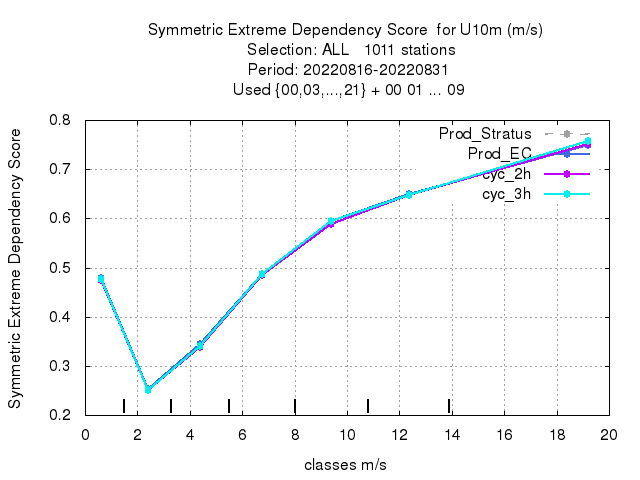 Symmetric Extreme Dependency Score for U10m (m/s)
Selection: ALL 1011 stations
Period: 20220816-20220831
Used {00,03,...,21} + 00 01 ... 09
Symmetric Extreme Dependency Score
0.8
0.7
0.6
0.5
0.4
0.3
0.2
Prod_Stratus
Prod_EC
cyc_2h
cyc_3h
0 2 4 6 8 10 12 14 16 18 20
classes m/s